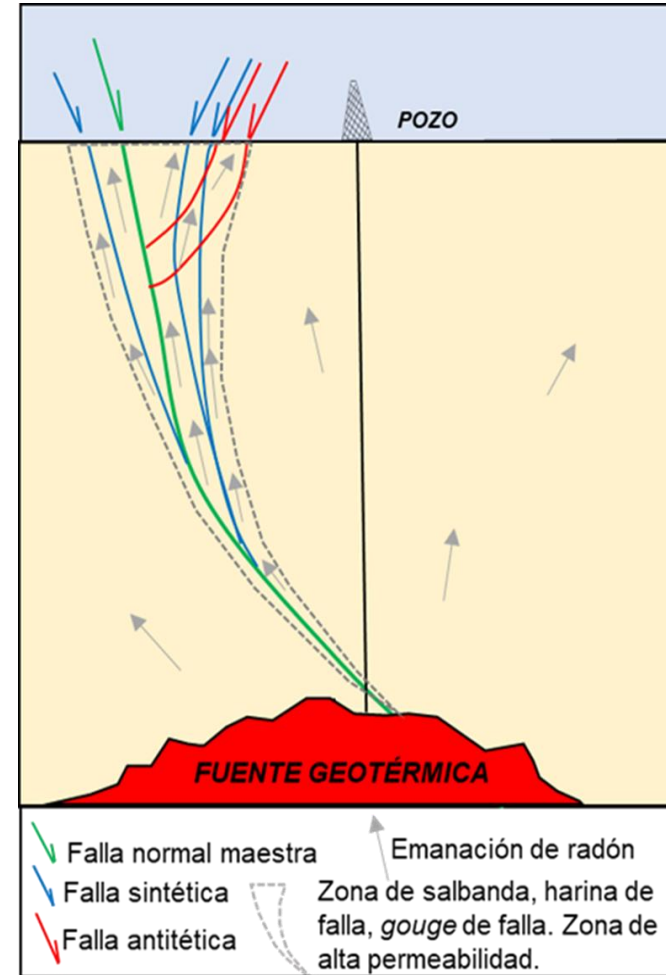 POZO
FUENTE GEOTÉRMICA
Falla normal maestra
Falla sintética
Falla antitética
Emanación de radón
Zona de salbanda, harina de
falla, gouge de falla. Zona de
alta permeabilidad.